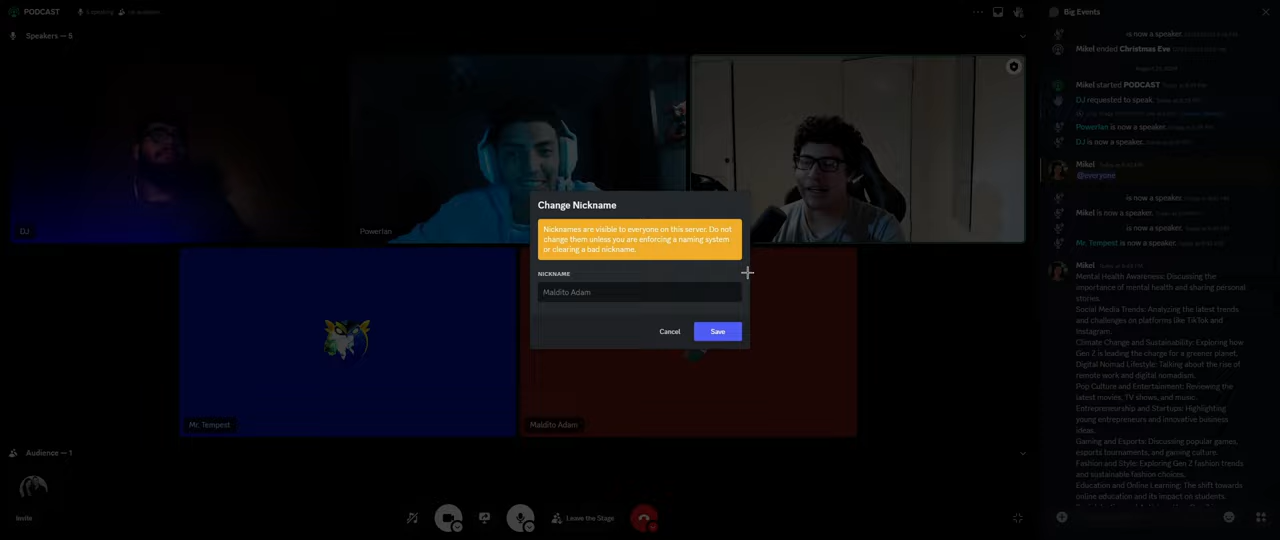 PODCAST
Speakers — 5
DJ
Powerlan
Change Nickname
Nicknames are visible to everyone on this server. Do not
change them unless you are enforcing a naming system
or clearing a bad nickname.
NICKNAME
Maldito Adam
Cancel
Save
Mr. Tempest
Maldito Adam
Audience — 1
Invite
Leave the Stage
Big Events
is now a speaker.
Mikel ended Christmas Eve
Mikel started PODCAST
DJ requested to speak.
Powerlan is now a speaker.
DJ is now a speaker.
Mikel
@everyone
is now a speaker.
Mikel is now a speaker.
is now a speaker.
Mr, Tempest is now a speaker.
Mikel
Mental Health Awareness: Discussing the
importance of mental health and sharing personal
stories.
Social Media Trends: Analyzing the latest trends
and challenges on platforms like TikTok and
Instagram.
Climate Change and Sustainability: Exploring how
Gen Z is leading the charge for a greener planet.
Digital Nomad Lifestyle: Talking about the rise of
remote work and digital nomadism.
Pop Culture and Entertainment: Reviewing the
latest movies, TV shows, and music.
Entrepreneurship and Startups: Highlighting
young entrepreneurs and innovative business
ideas.
Gaming and Esports: Discussing popular games,
esports tournaments, and gaming culture.
Fashion and Style: Exploring Gen Z fashion trends
and sustainable fashion choices.
Education and Online Learning: The shift towards
online education and its impact on students.